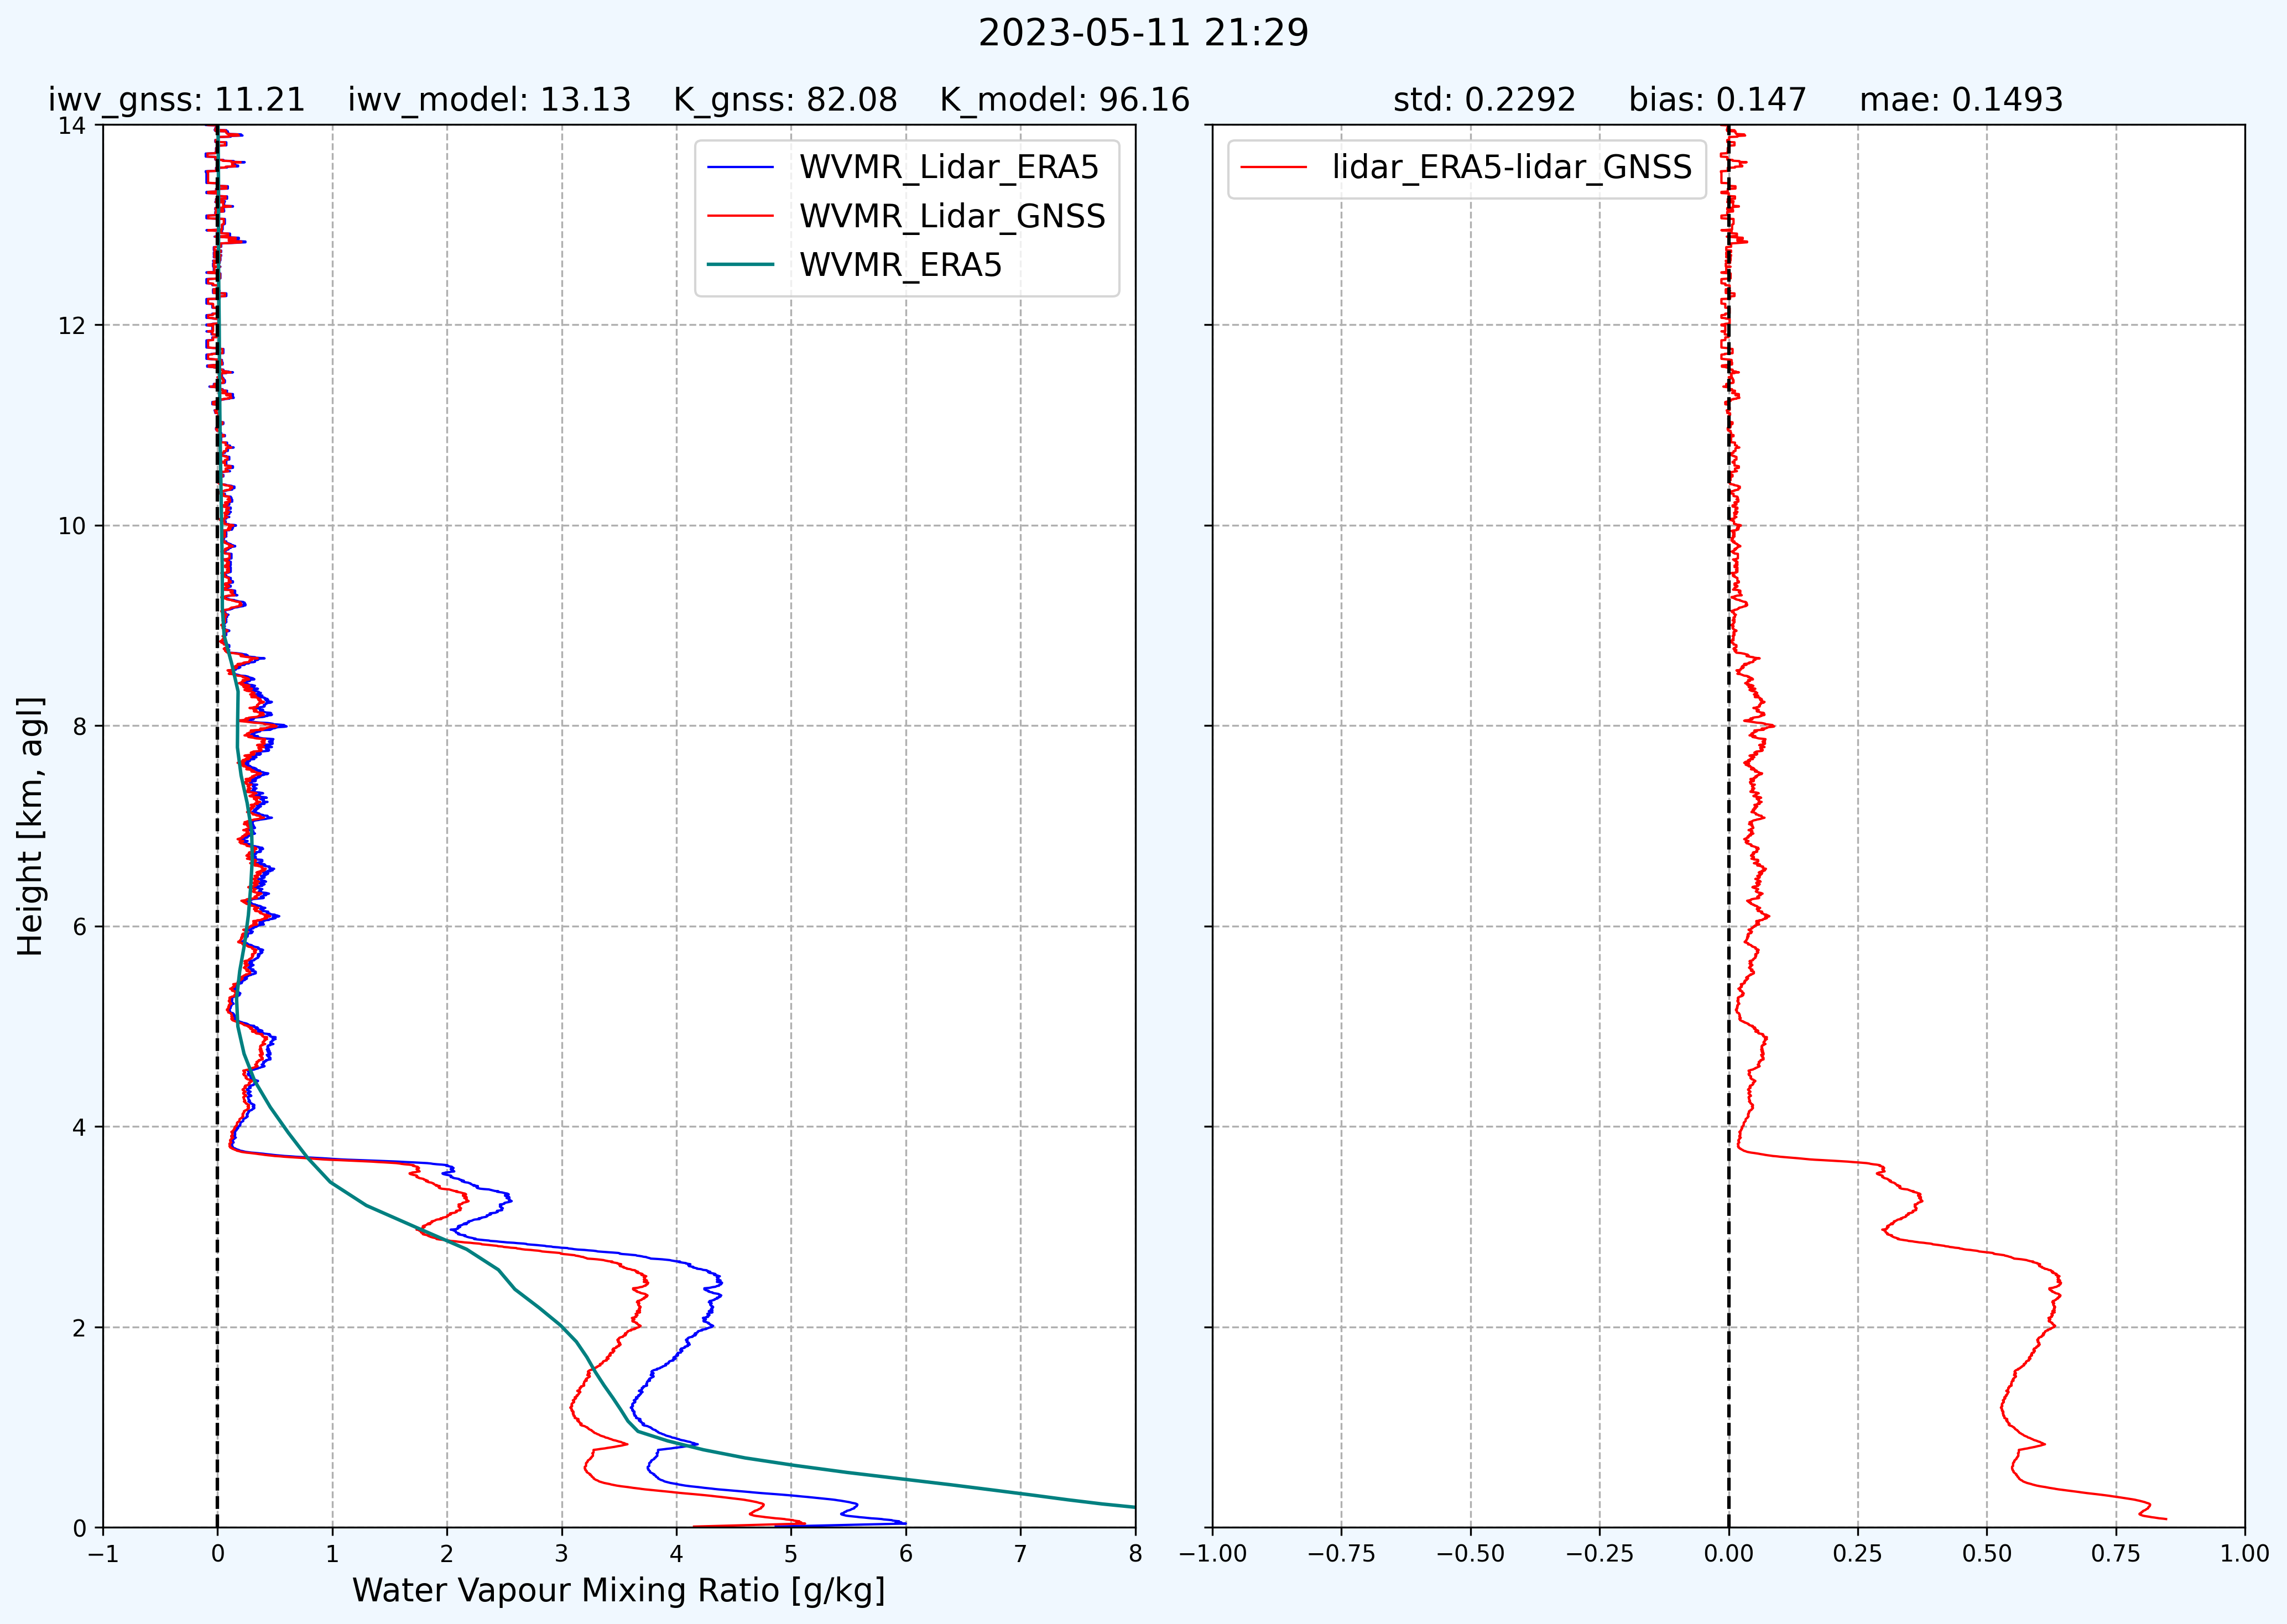 2023-05-11 21:29
iwv_gnss: 11.21 iwv_model: 13.13 K_gnss: 82.08 K_model: 96.16
std: 0.2292 bias: 0.147 mae: 0.1493
WVMR_Lidar_ERA5
WVMR_Lidar_GNSS
WVMR_ERA5
lidar_ERA5-lidar_GNSS
Height [km, agl]
14
12
10
8
6
4
2
0
−1 0 1 2 3 4 5 6 7 8
Water Vapour Mixing Ratio [g/kg]
−1.00 −0.75 −0.50 −0.25 0.00 0.25 0.50 0.75 1.00